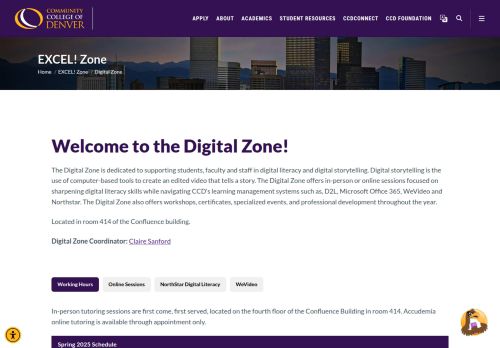 COMMUNITY
COLLEGE OF
DENVER
APPLY ABOUT ACADEMICS STUDENT RESOURCES CCDCONNECT CCD FOUNDATION
EXCEL! Zone
Home / EXCEL! Zone / Digital Zone
Welcome to the Digital Zone!
The Digital Zone is dedicated to supporting students, faculty and staff in digital literacy and digital storytelling. Digital storytelling is the
use of computer-based tools to create an edited video that tells a story. The Digital Zone offers in-person or online sessions focused on
sharpening digital literacy skills while navigating CCD's learning management systems such as, D2L, Microsoft Office 365, WeVideo and
Northstar. The Digital Zone also offers workshops, certificates, specialized events, and professional development throughout the year.
Located in room 414 of the Confluence building.
Digital Zone Coordinator: Claire Sanford
Working Hours Online Sessions NorthStar Digital Literacy WeVideo
In-person tutoring sessions are first come, first served, located on the fourth floor of the Confluence Building in room 414. Accudemia
online tutoring is available through appointment only.
Spring 2025 Schedule